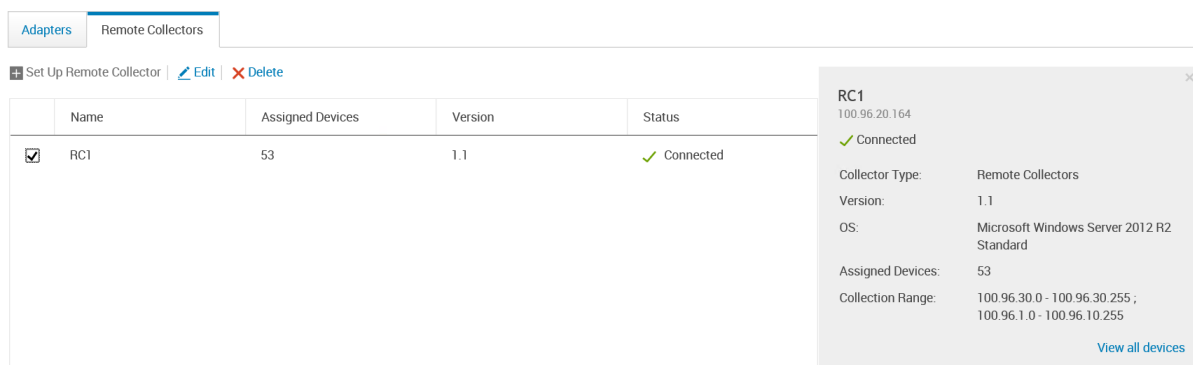 Adapters Remote Collectors
Set Up Remote Collector Edit Delete
Name Assigned Devices Version Status
RC1 53 1.1 Connected
RC1
100.96.20.164
Connected
Collector Type: Remote Collectors
Version: 1.1
OS: Microsoft Windows Server 2012 R2
Standard
Assigned Devices: 53
Collection Range: 100.96.30.0 - 100.96.30.255 ;
100.96.1.0 - 100.96.10.255
View all devices